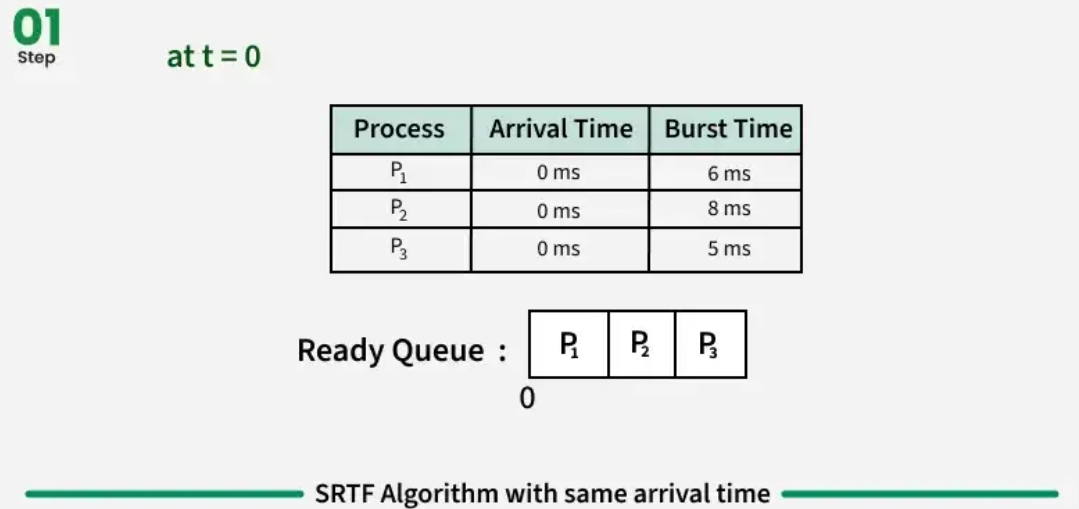 01
Step
at t = 0
Process Arrival Time Burst Time
P1 0 ms 6 ms
P2 0 ms 8 ms
P3 0 ms 5 ms
Ready Queue : P1 P2 P3
0
SRTF Algorithm with same arrival time